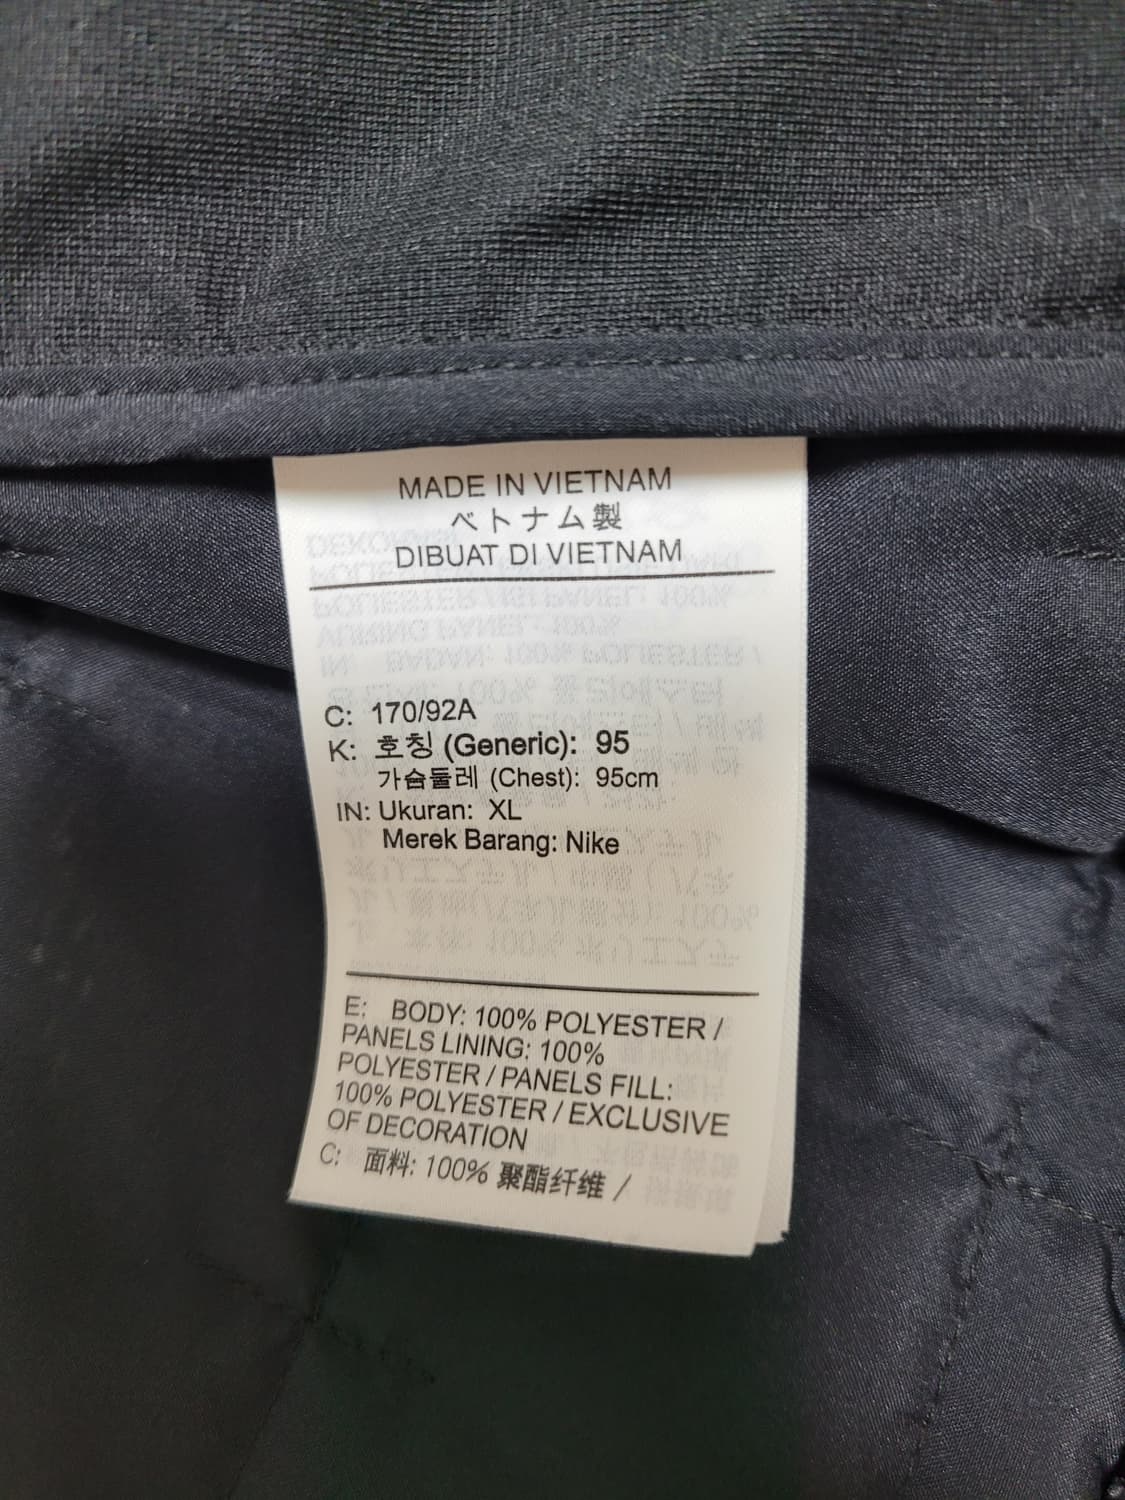 MADE IN VIETNAM
ベトナム製
DIBUAT DI VIETNAM
C: 170/92A
K: 호칭 (Generic): 95
가슴둘레 (Chest): 95cm
IN: Ukuran: XL
Merek Barang: Nike
E: BODY: 100% POLYESTER /
PANELS LINING: 100%
POLYESTER / PANELS FILL:
100% POLYESTER / EXCLUSIVE
OF DECORATION
C: 面料: 100% 聚酯纤维 /